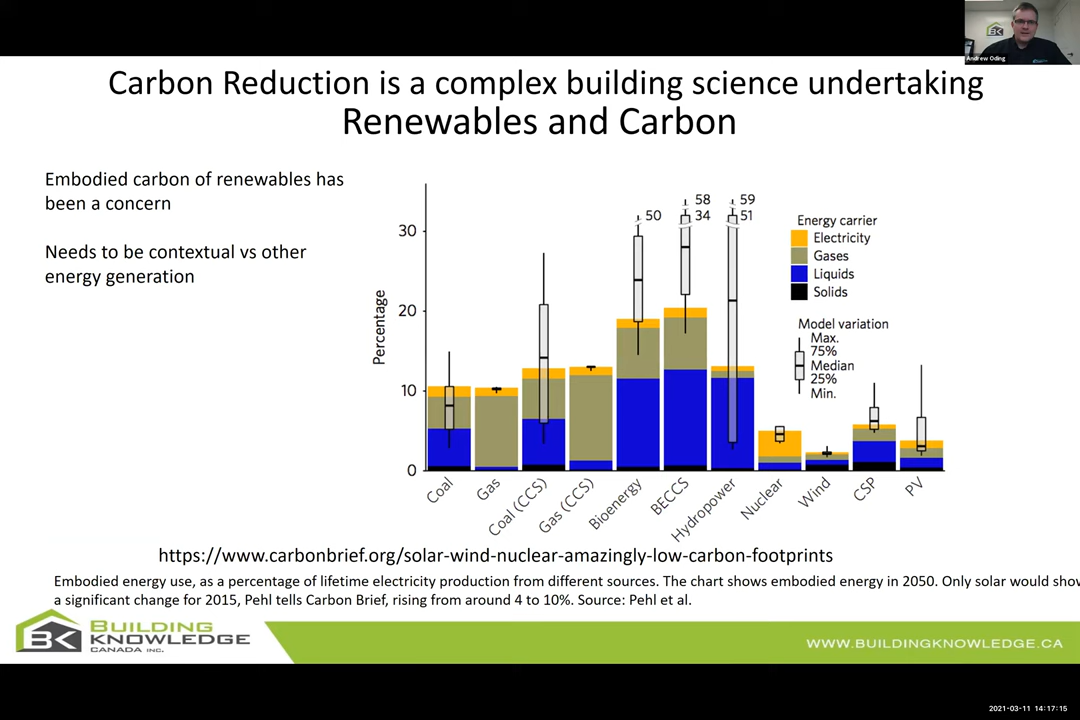 BK
Andrew Oding
Carbon Reduction is a complex building science undertaking
Renewables and Carbon
Embodied carbon of renewables has
been a concern
Needs to be contextual vs other
energy generation
Percentage
30
20
10
0
50
58
34
59
51
Energy carrier
Electricity
Gases
Liquids
Solids
Model variation
Max.
75%
Median
25%
Min.
Coal
Gas
Coal (CCS)
Gas (CCS)
Bioenergy
BECCS
Hydropower
Nuclear
Wind
CSP
PV
https://www.carbonbrief.org/solar-wind-nuclear-amazingly-low-carbon-footprints
Embodied energy use, as a percentage of lifetime electricity production from different sources. The chart shows embodied energy in 2050. Only solar would shov
a significant change for 2015, Pehl tells Carbon Brief, rising from around 4 to 10%. Source: Pehl et al.
BK
BUILDING
KNOWLEDGE
CANADA INC.
WWW.BUILDINGKNOWLEDGE.CA
2021-03-11 14:17:15